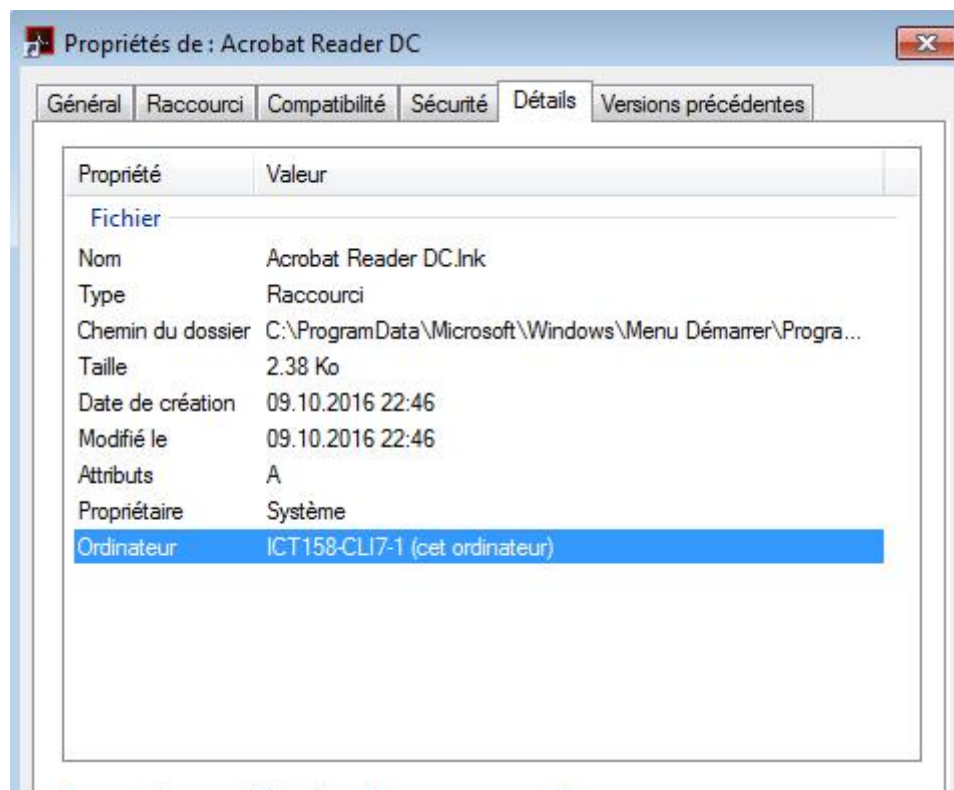 Propriétés de : Acrobat Reader DC
Général Raccourci Compatibilité Sécurité Détails Versions précédentes
Propriété Valeur
Fichier
Nom Acrobat Reader DC.lnk
Type Raccourci
Chemin du dossier C:\ProgramData\Microsoft\Windows\Menu Démarrer\Progra...
Taille 2.38 Ko
Date de création 09.10.2016 22:46
Modifié le 09.10.2016 22:46
Attributs A
Propriétaire Système
Ordinateur ICT158-CLI7-1 (cet ordinateur)